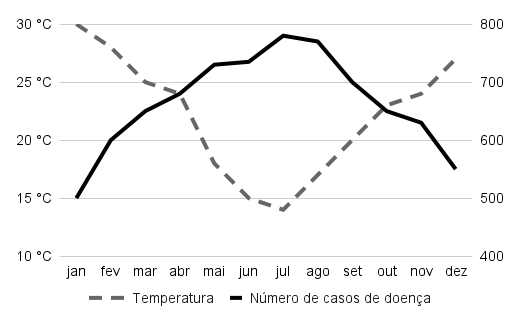 30 °C 800
25 °C 700
20 °C 600
15 °C 500
10 °C 400
jan fev mar abr mai jun jul ago set out nov dez
Temperatura Número de casos de doença